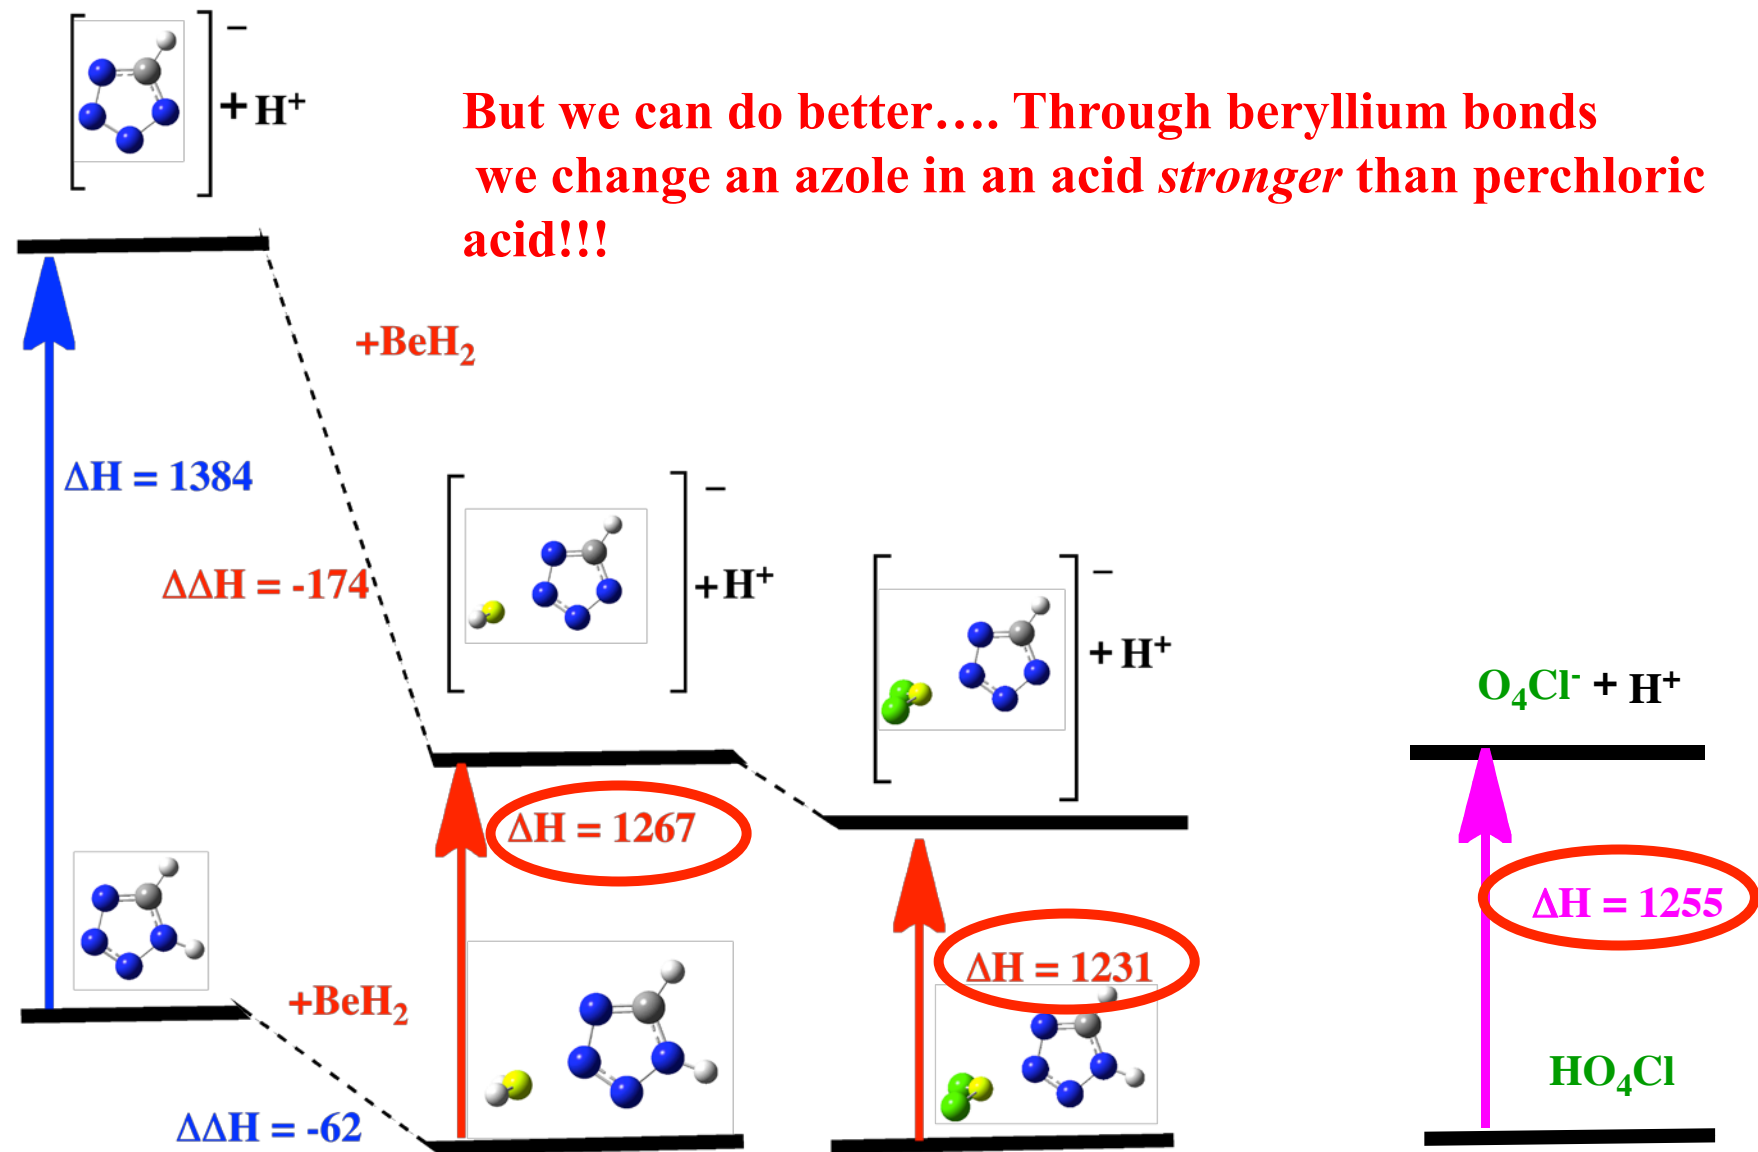 –
+ H⁺
But we can do better…. Through beryllium bonds
we change an azole in an acid stronger than perchloric
acid!!!
+BeH₂
ΔH = 1384
ΔΔH = -174
–
+ H⁺
–
+ H⁺
O₄Cl⁻ + H⁺
ΔH = 1267
ΔH = 1255
ΔH = 1231
+BeH₂
HO₄Cl
ΔΔH = -62